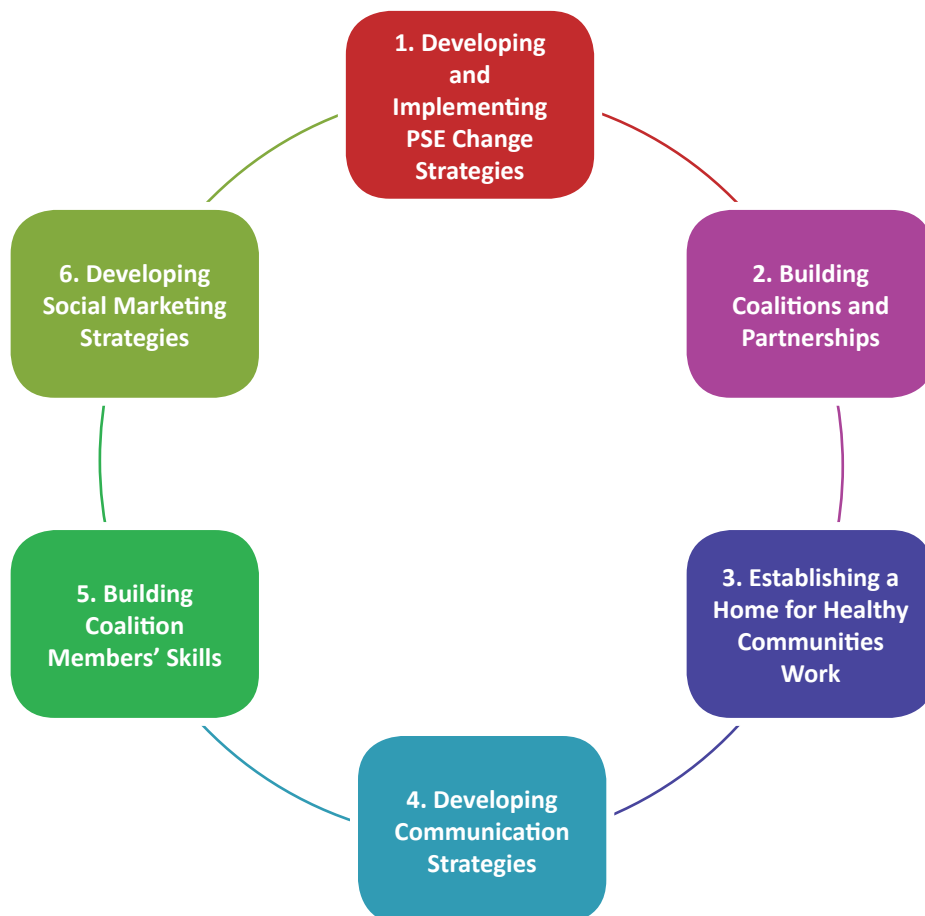 1. Developing
and
Implementing
PSE Change
Strategies
2. Building
Coalitions and
Partnerships
3. Establishing a
Home for Healthy
Communities
Work
4. Developing
Communication
Strategies
5. Building
Coalition
Members’ Skills
6. Developing
Social Marketing
Strategies